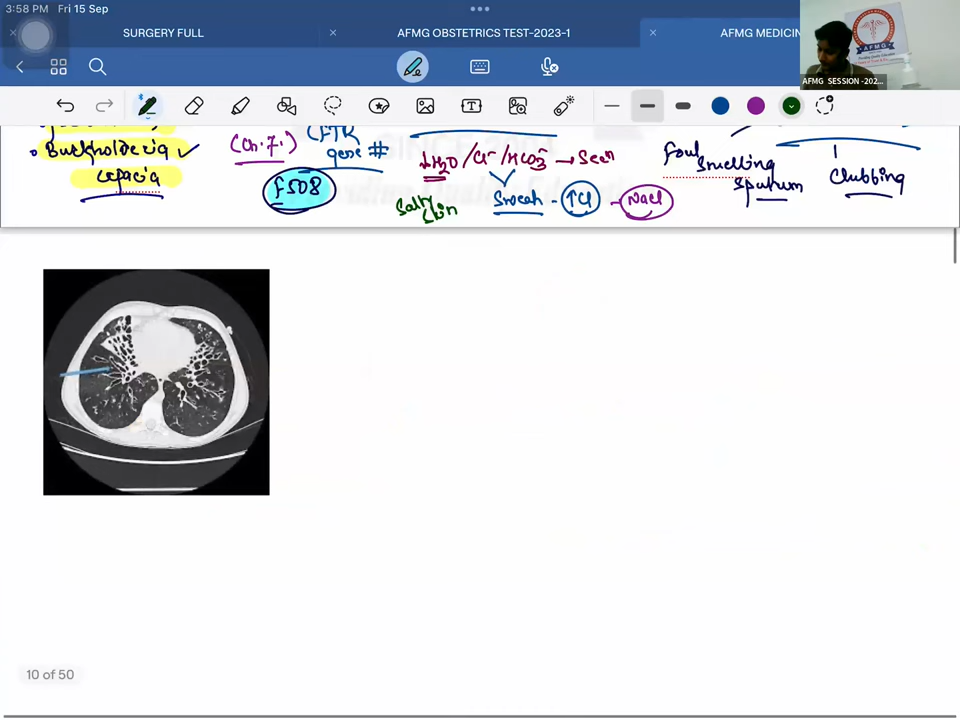 3:58 PM Fri 15 Sep
SURGERY FULL
AFMG OBSTETRICS TEST-2023-1
AFMG MEDICIN
AFMG
AFMG SESSION -202...
Burkholderia
cepacia
(Ch. 7.)
CFTR
gene #
F508
↓H2O / Cl- / HCO3- → Secn
Salty
Skin
Sweat - ↑Cl - NaCl
Foul
Smelling
Sputum
Clubbing
10 of 50